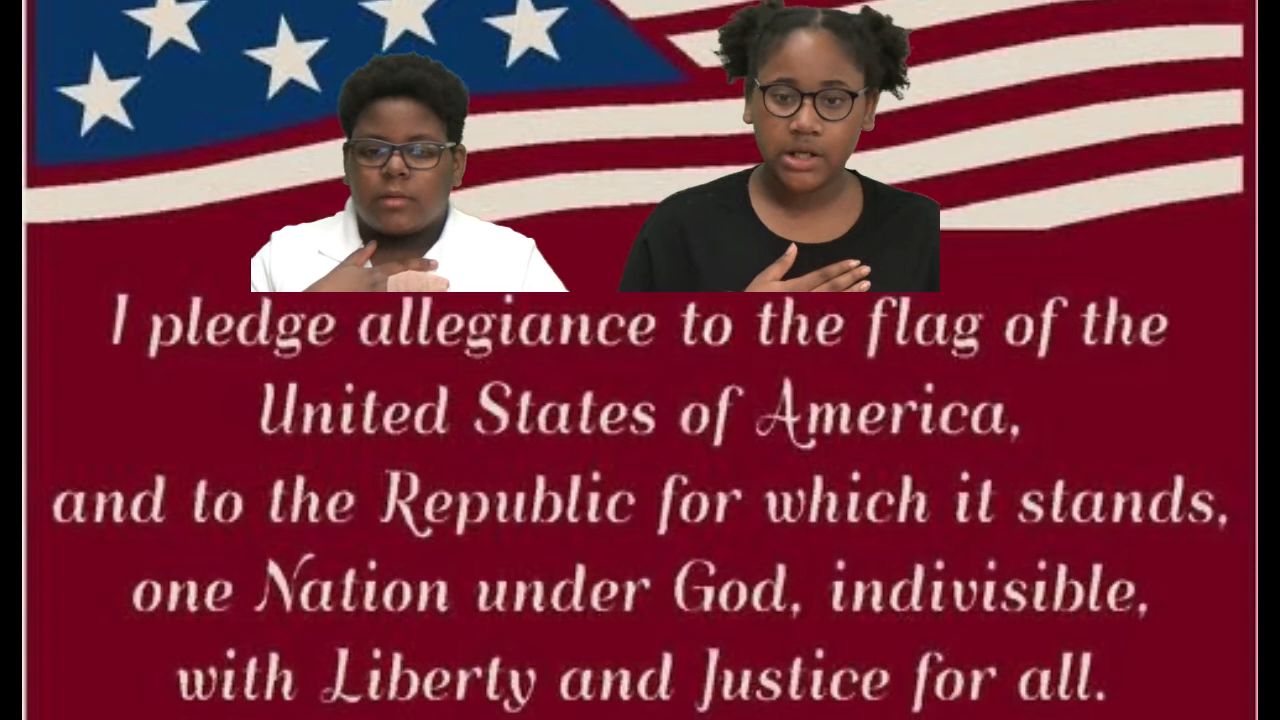 I pledge allegiance to the flag of the
United States of America,
and to the Republic for which it stands,
one Nation under God, indivisible,
with Liberty and Justice for all.